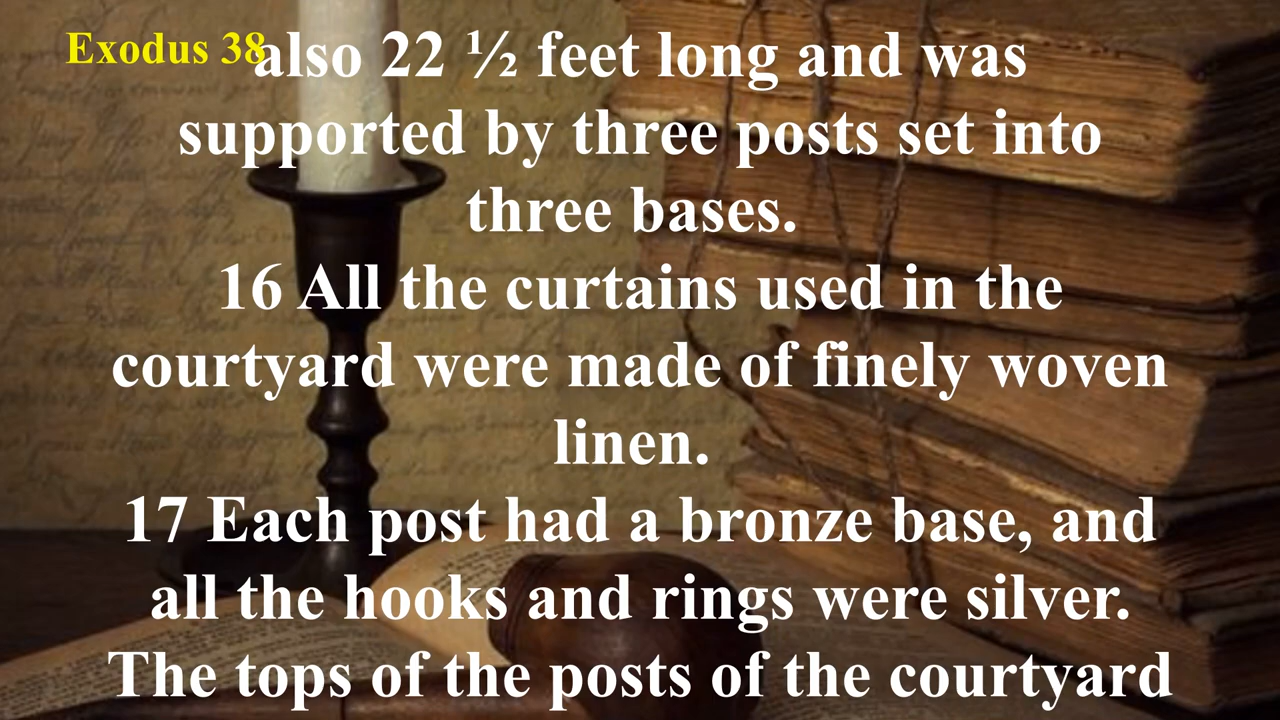 Exodus 38
also 22 ½ feet long and was
supported by three posts set into
three bases.
16 All the curtains used in the
courtyard were made of finely woven
linen.
17 Each post had a bronze base, and
all the hooks and rings were silver.
The tops of the posts of the courtyard